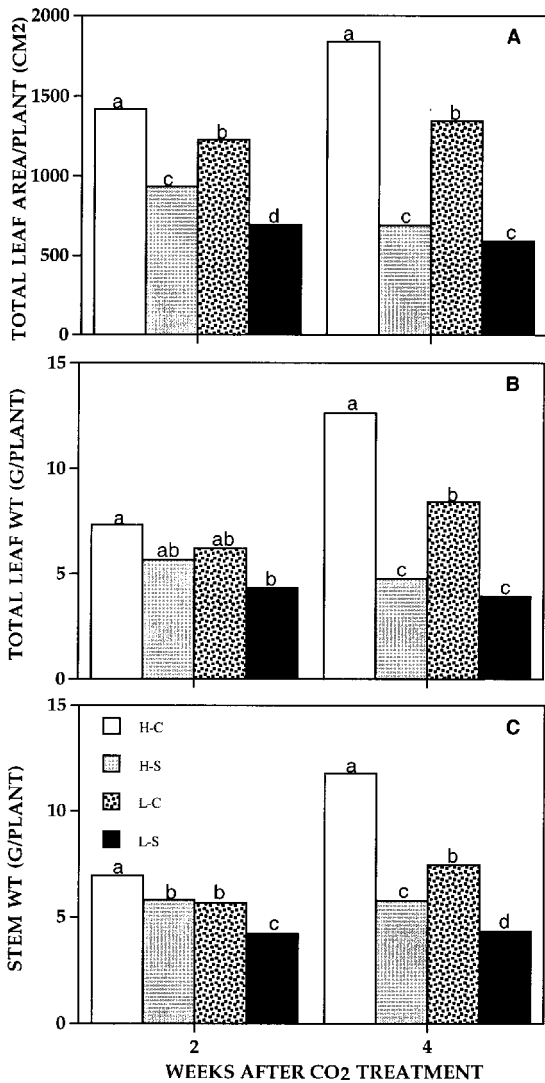 TOTAL LEAF AREA/PLANT (CM2)
2000
1500
1000
500
0
A
a
c
b
d
a
c
b
c
TOTAL LEAF WT (G/PLANT)
15
10
5
0
B
a
ab
ab
b
a
c
b
c
STEM WT (G/PLANT)
15
10
5
0
C
H-C
H-S
L-C
L-S
a
b
b
c
a
c
b
d
2
4
WEEKS AFTER CO2 TREATMENT